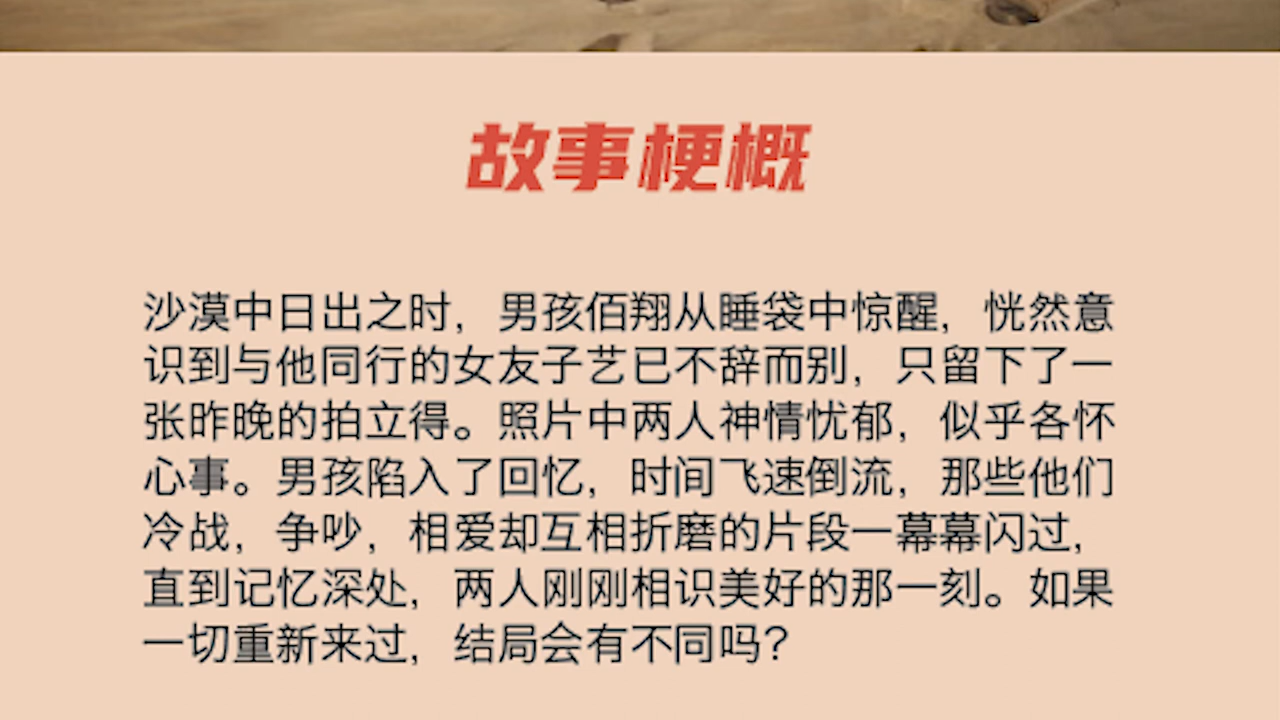 故事梗概
沙漠中日出之时，男孩佰翔从睡袋中惊醒，恍然意
识到与他同行的女友子艺已不辞而别，只留下了一
张昨晚的拍立得。照片中两人神情忧郁，似乎各怀
心事。男孩陷入了回忆，时间飞速倒流，那些他们
冷战，争吵，相爱却互相折磨的片段一幕幕闪过，
直到记忆深处，两人刚刚相识美好的那一刻。如果
一切重新来过，结局会有不同吗？